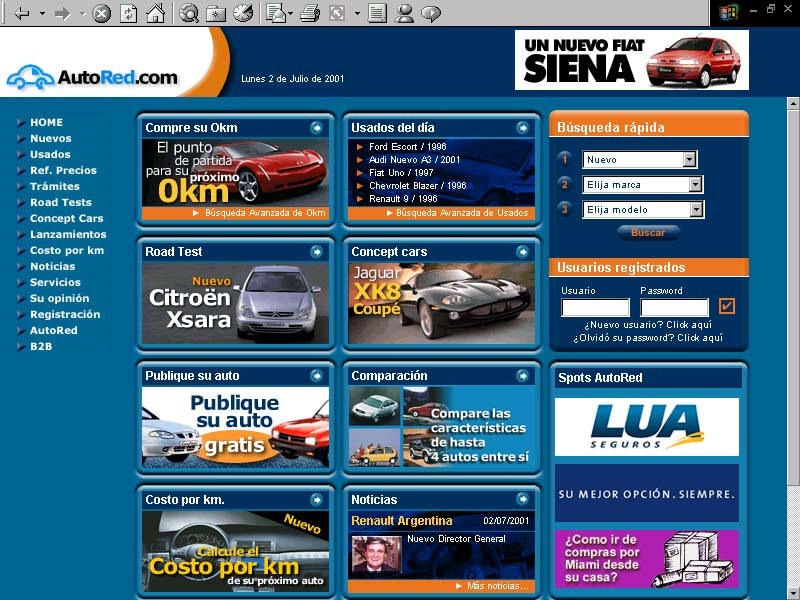 AutoRed.com
Lunes 2 de Julio de 2001
UN NUEVO FIAT
SIENA
HOME
Nuevos
Usados
Ref. Precios
Trámites
Road Tests
Concept Cars
Lanzamientos
Costo por km
Noticias
Servicios
Su opinión
Registración
AutoRed
B2B
Compre su 0km
El punto
de partida
para su próximo
0km
Búsqueda Avanzada de 0km
Usados del día
Ford Escort / 1996
Audi Nuevo A3 / 2001
Fiat Uno / 1997
Chevrolet Blazer / 1996
Renault 9 / 1996
Búsqueda Avanzada de Usados
Road Test
Nuevo
Citroën
Xsara
Concept cars
Jaguar
XK8
Coupé
Publique su auto
Publique
su auto
gratis
Comparación
Compare las
características
de hasta
4 autos entre sí
Costo por km.
Nuevo
Calcule el
Costo por km
de su próximo auto
Noticias
Renault Argentina 02/07/2001
Nuevo Director General
Más noticias...
Búsqueda rápida
1 Nuevo
2 Elija marca
3 Elija modelo
Buscar
Usuarios registrados
Usuario Password
¿Nuevo usuario? Click aquí
¿Olvidó su password? Click aquí
Spots AutoRed
LUA
SEGUROS
SU MEJOR OPCIÓN. SIEMPRE.
¿Como ir de
compras por
Miami desde
su casa?